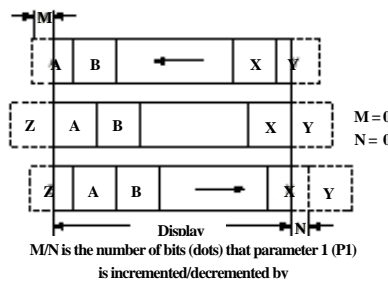 M
A B X Y
Z A B X Y M = 0
N = 0
Z A B X Y
Display N
M/N is the number of bits (dots) that parameter 1 (P1)
is incremented/decremented by